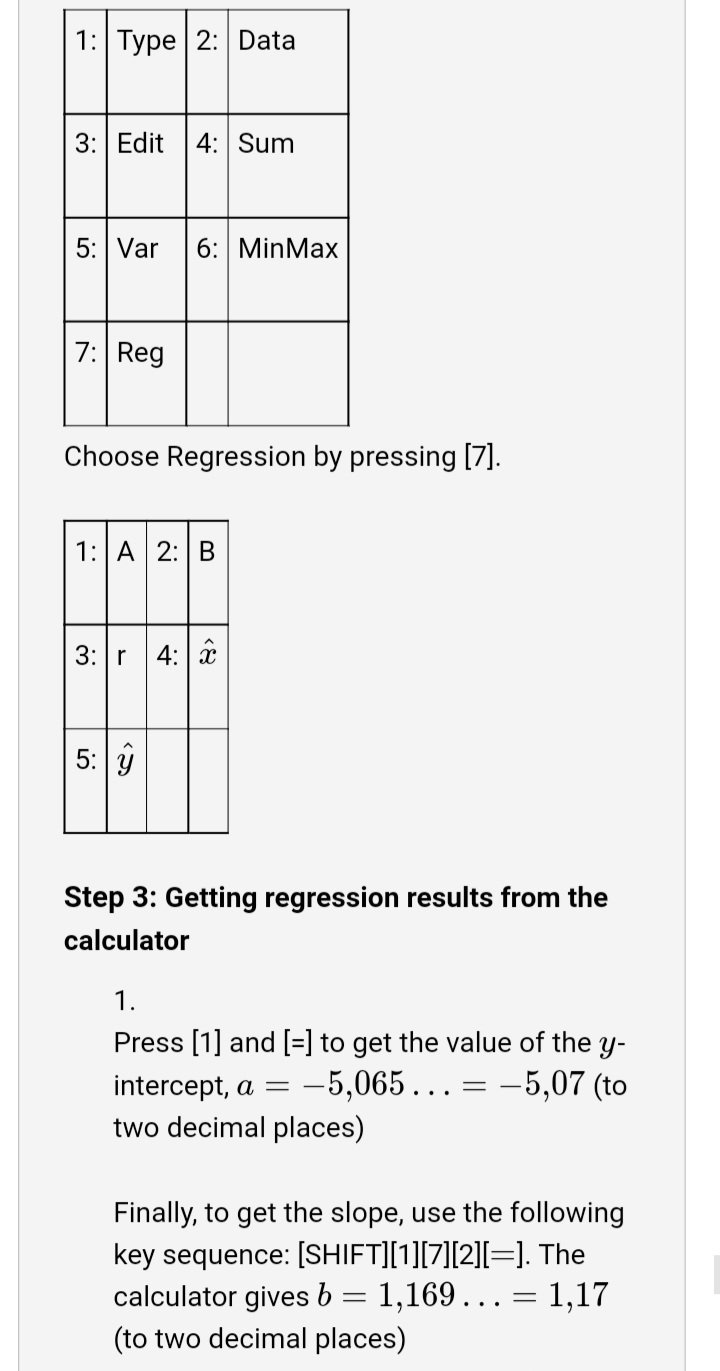 1: Type 2: Data
3: Edit 4: Sum
5: Var 6: MinMax
7: Reg
Choose Regression by pressing [7].
1: A 2: B
3: r 4: x̂
5: ŷ
Step 3: Getting regression results from the
calculator
1.
Press [1] and [=] to get the value of the y-
intercept, a = −5,065 . . . = −5,07 (to
two decimal places)
Finally, to get the slope, use the following
key sequence: [SHIFT][1][7][2][=]. The
calculator gives b = 1,169 . . . = 1,17
(to two decimal places)